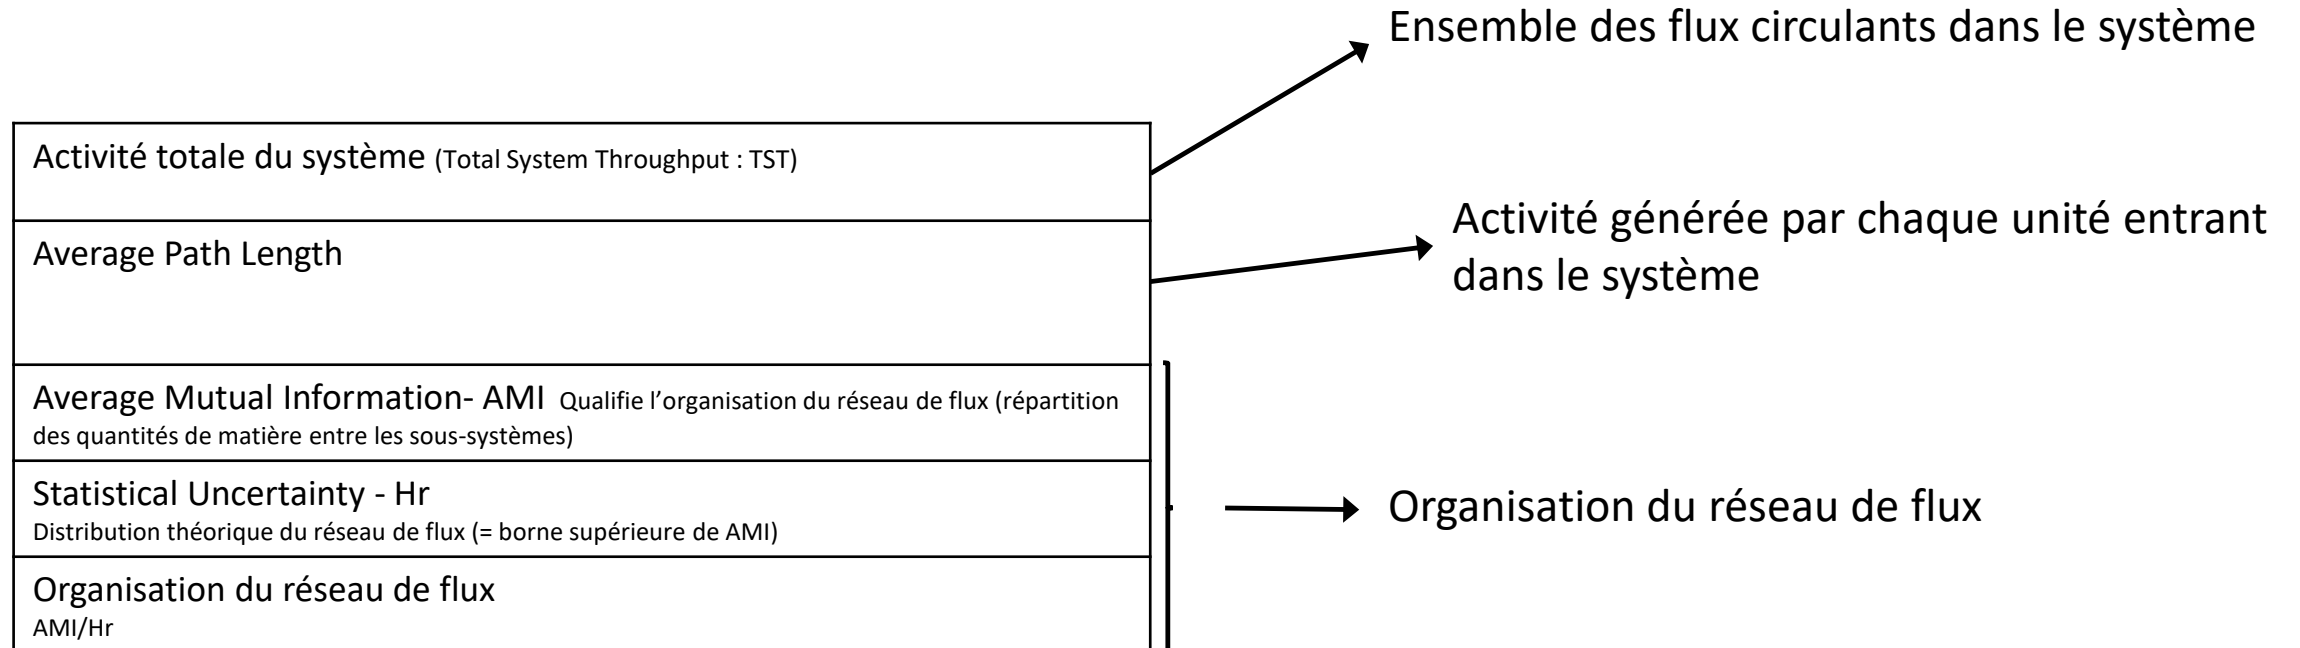 Ensemble des flux circulants dans le système
Activité totale du système (Total System Throughput : TST)
Activité générée par chaque unité entrant
dans le système
Average Path Length
Average Mutual Information- AMI Qualifie l’organisation du réseau de flux (répartition
des quantités de matière entre les sous-systèmes)
Statistical Uncertainty - Hr
Distribution théorique du réseau de flux (= borne supérieure de AMI)
Organisation du réseau de flux
Organisation du réseau de flux
AMI/Hr